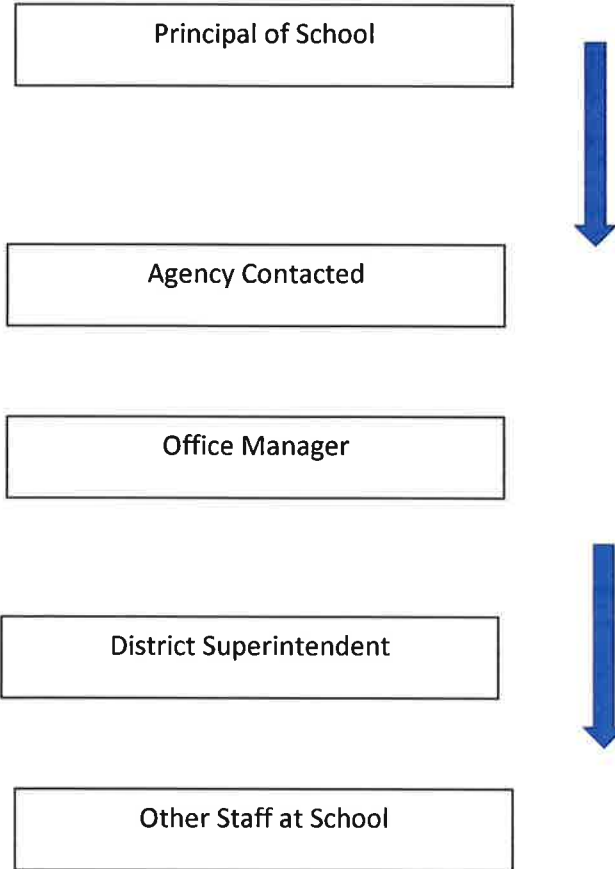 Principal of School
Agency Contacted
Office Manager
District Superintendent
Other Staff at School